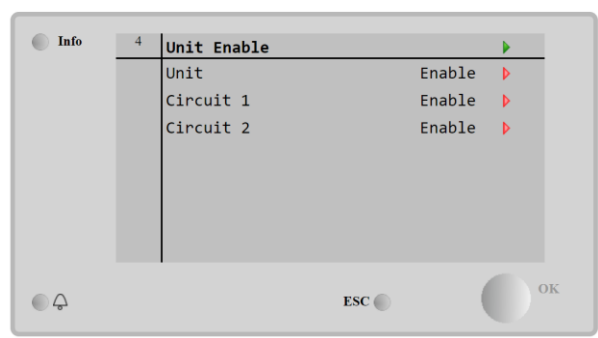 Info
4 Unit Enable
Unit Enable
Circuit 1 Enable
Circuit 2 Enable
ESC
OK